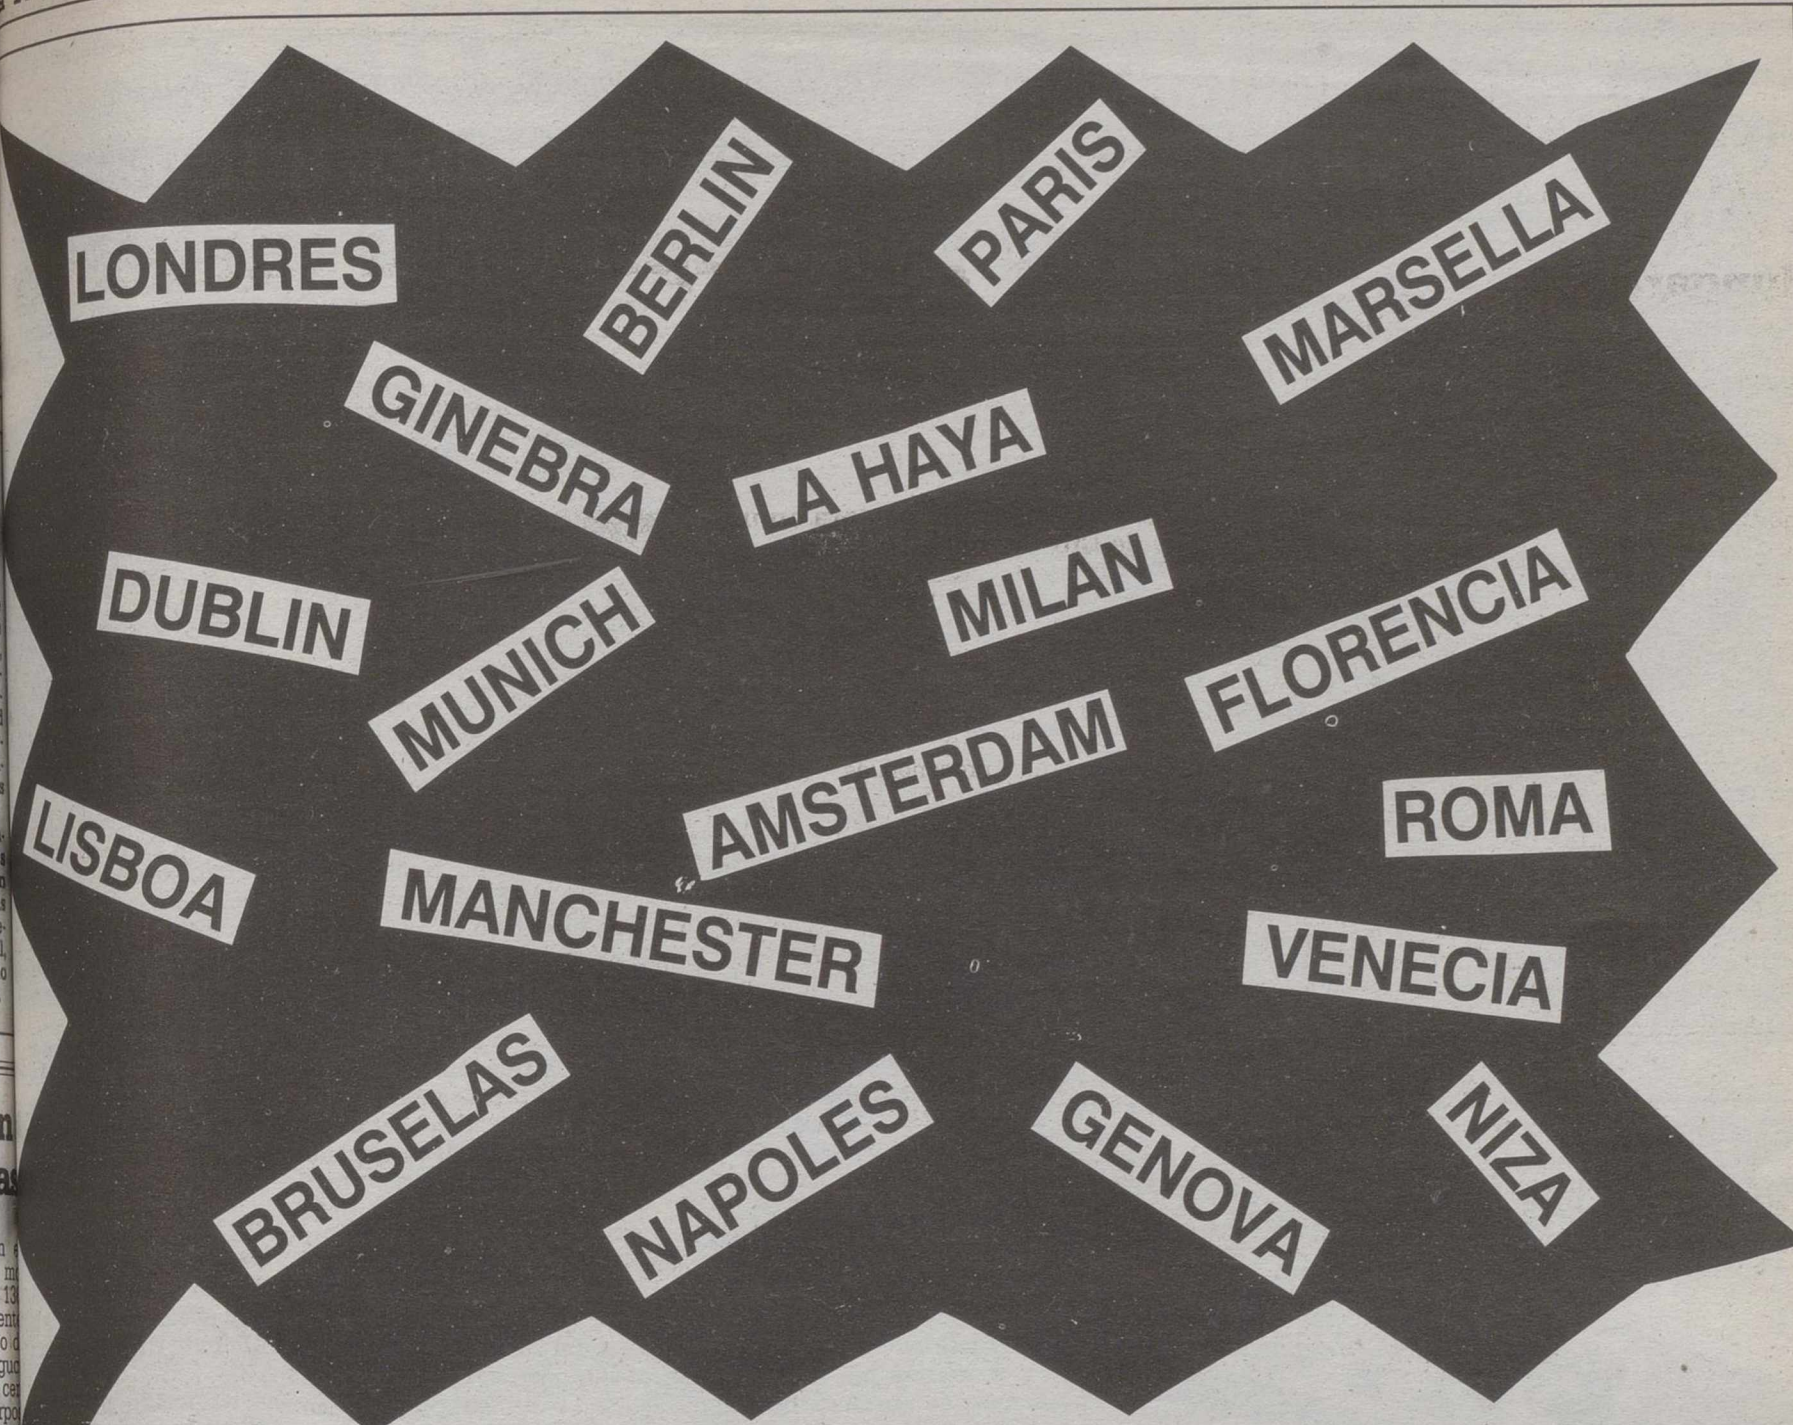 LONDRES
BERLIN
PARIS
MARSELLA
GINEBRA
LA HAYA
DUBLIN
MUNICH
MILAN
FLORENCIA
AMSTERDAM
ROMA
LISBOA
MANCHESTER
VENECIA
BRUSELAS
NAPOLES
GENOVA
NIZA